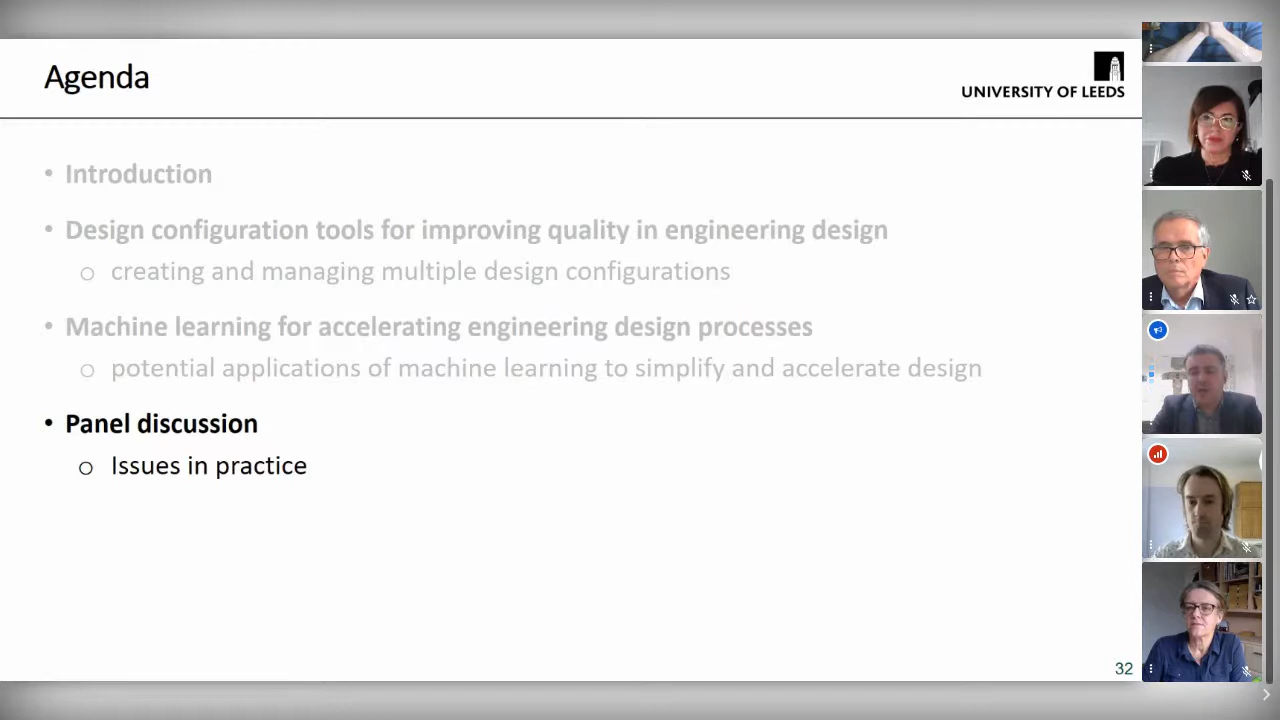 Agenda
UNIVERSITY OF LEEDS
• Introduction
• Design configuration tools for improving quality in engineering design
o creating and managing multiple design configurations
• Machine learning for accelerating engineering design processes
o potential applications of machine learning to simplify and accelerate design
• Panel discussion
o Issues in practice
32